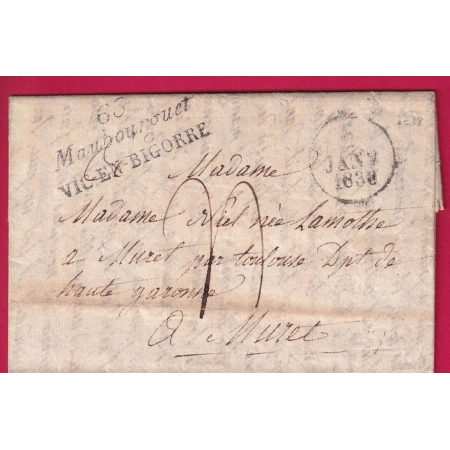 65
Maubourguet
VIC-EN-BIGORRE
JANV
1830
Madame
Madame Niel née Lamothe
a Muret par toulouse Dpt de
haute garonne
A Muret